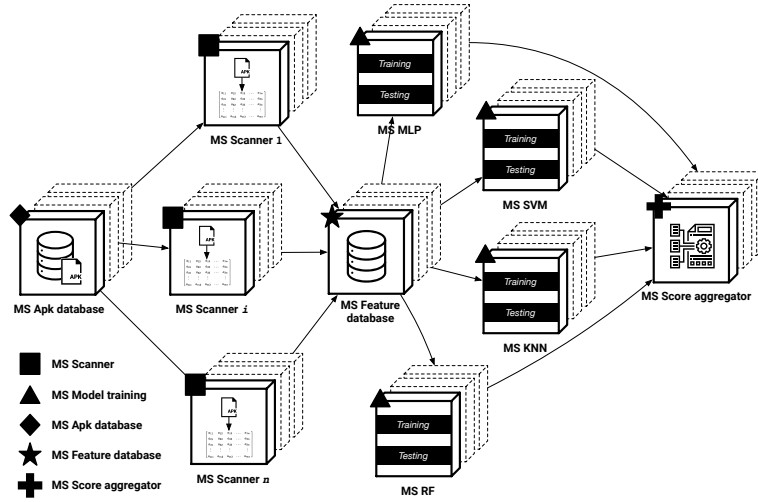 APK
MS Scanner 1
Training
Testing
MS MLP
Training
Testing
MS SVM
APK
MS Apk database
APK
MS Scanner i
MS Feature
database
Training
Testing
MS KNN
MS Score aggregator
APK
MS Scanner n
Training
Testing
MS RF
MS Scanner
MS Model training
MS Apk database
MS Feature database
MS Score aggregator